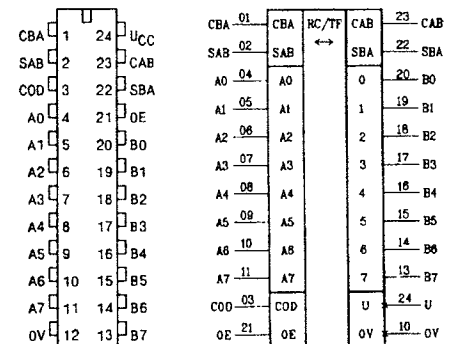 CBA 1 24 UCC
SAB 2 23 CAB
COD 3 22 SBA
A0 4 21 OE
A1 5 20 B0
A2 6 19 B1
A3 7 18 B2
A4 8 17 B3
A5 9 16 B4
A6 10 15 B5
A7 11 14 B6
0V 12 13 B7
CBA 01 CBA RC/TF CAB 23 CAB
SAB 02 SAB ↔ SBA 22 SBA
A0 04 A0 0 20 B0
A1 05 A1 1 19 B1
A2 06 A2 2 18 B2
A3 07 A3 3 17 B3
A4 08 A4 4 16 B4
A5 09 A5 5 15 B5
A6 10 A6 6 14 B6
A7 11 A7 7 13 B7
COD 03 COD U 24 U
OE 21 OE 0V 10 0V